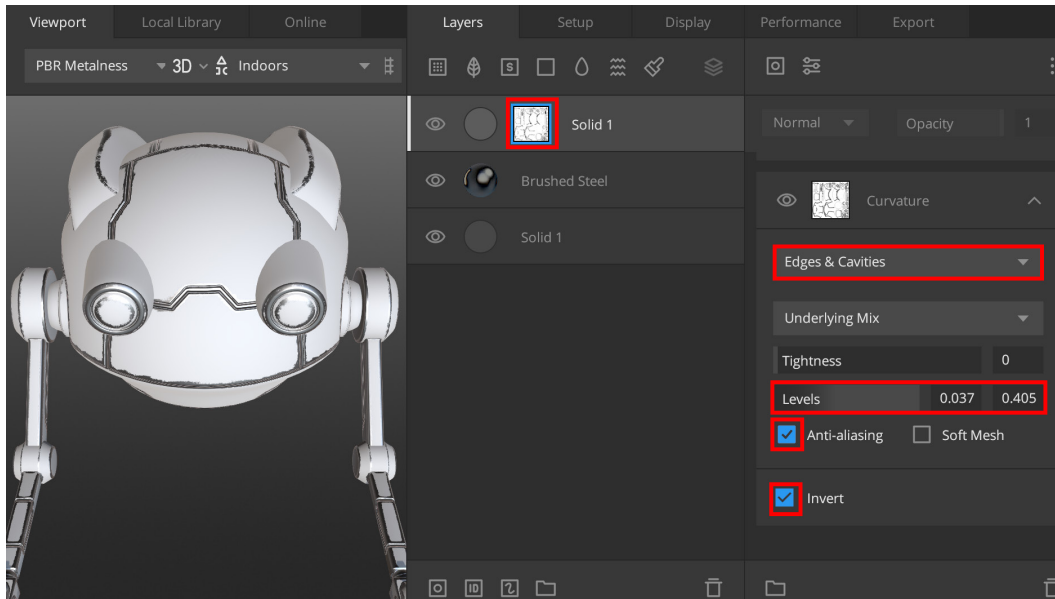 Viewport Local Library Online Layers Setup Display Performance Export
PBR Metalness 3D Indoors
Normal Opacity 1
Solid 1
Brushed Steel
Solid 1
Curvature
Edges & Cavities
Underlying Mix
Tightness 0
Levels 0.037 0.405
Anti-aliasing Soft Mesh
Invert
S
ID